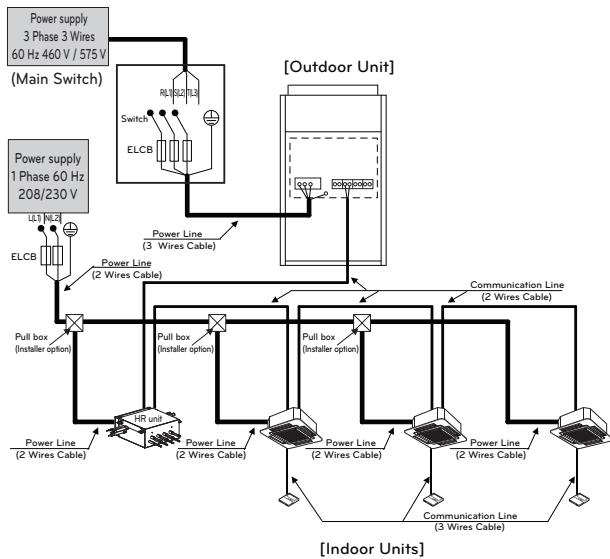 Power supply
3 Phase 3 Wires
60 Hz 460 V / 575 V
(Main Switch)
R(L1) S(L2) T(L3)
Switch
ELCB
[Outdoor Unit]
Power supply
1 Phase 60 Hz
208/230 V
L(L1) N(L2)
ELCB
Power Line
(3 Wires Cable)
Power Line
(2 Wires Cable)
Communication Line
(2 Wires Cable)
Pull box
(Installer option)
Pull box
(Installer option)
Pull box
(Installer option)
HR unit
Power Line
(2 Wires Cable)
Power Line
(2 Wires Cable)
Power Line
(2 Wires Cable)
Power Line
(2 Wires Cable)
Communication Line
(3 Wires Cable)
[Indoor Units]